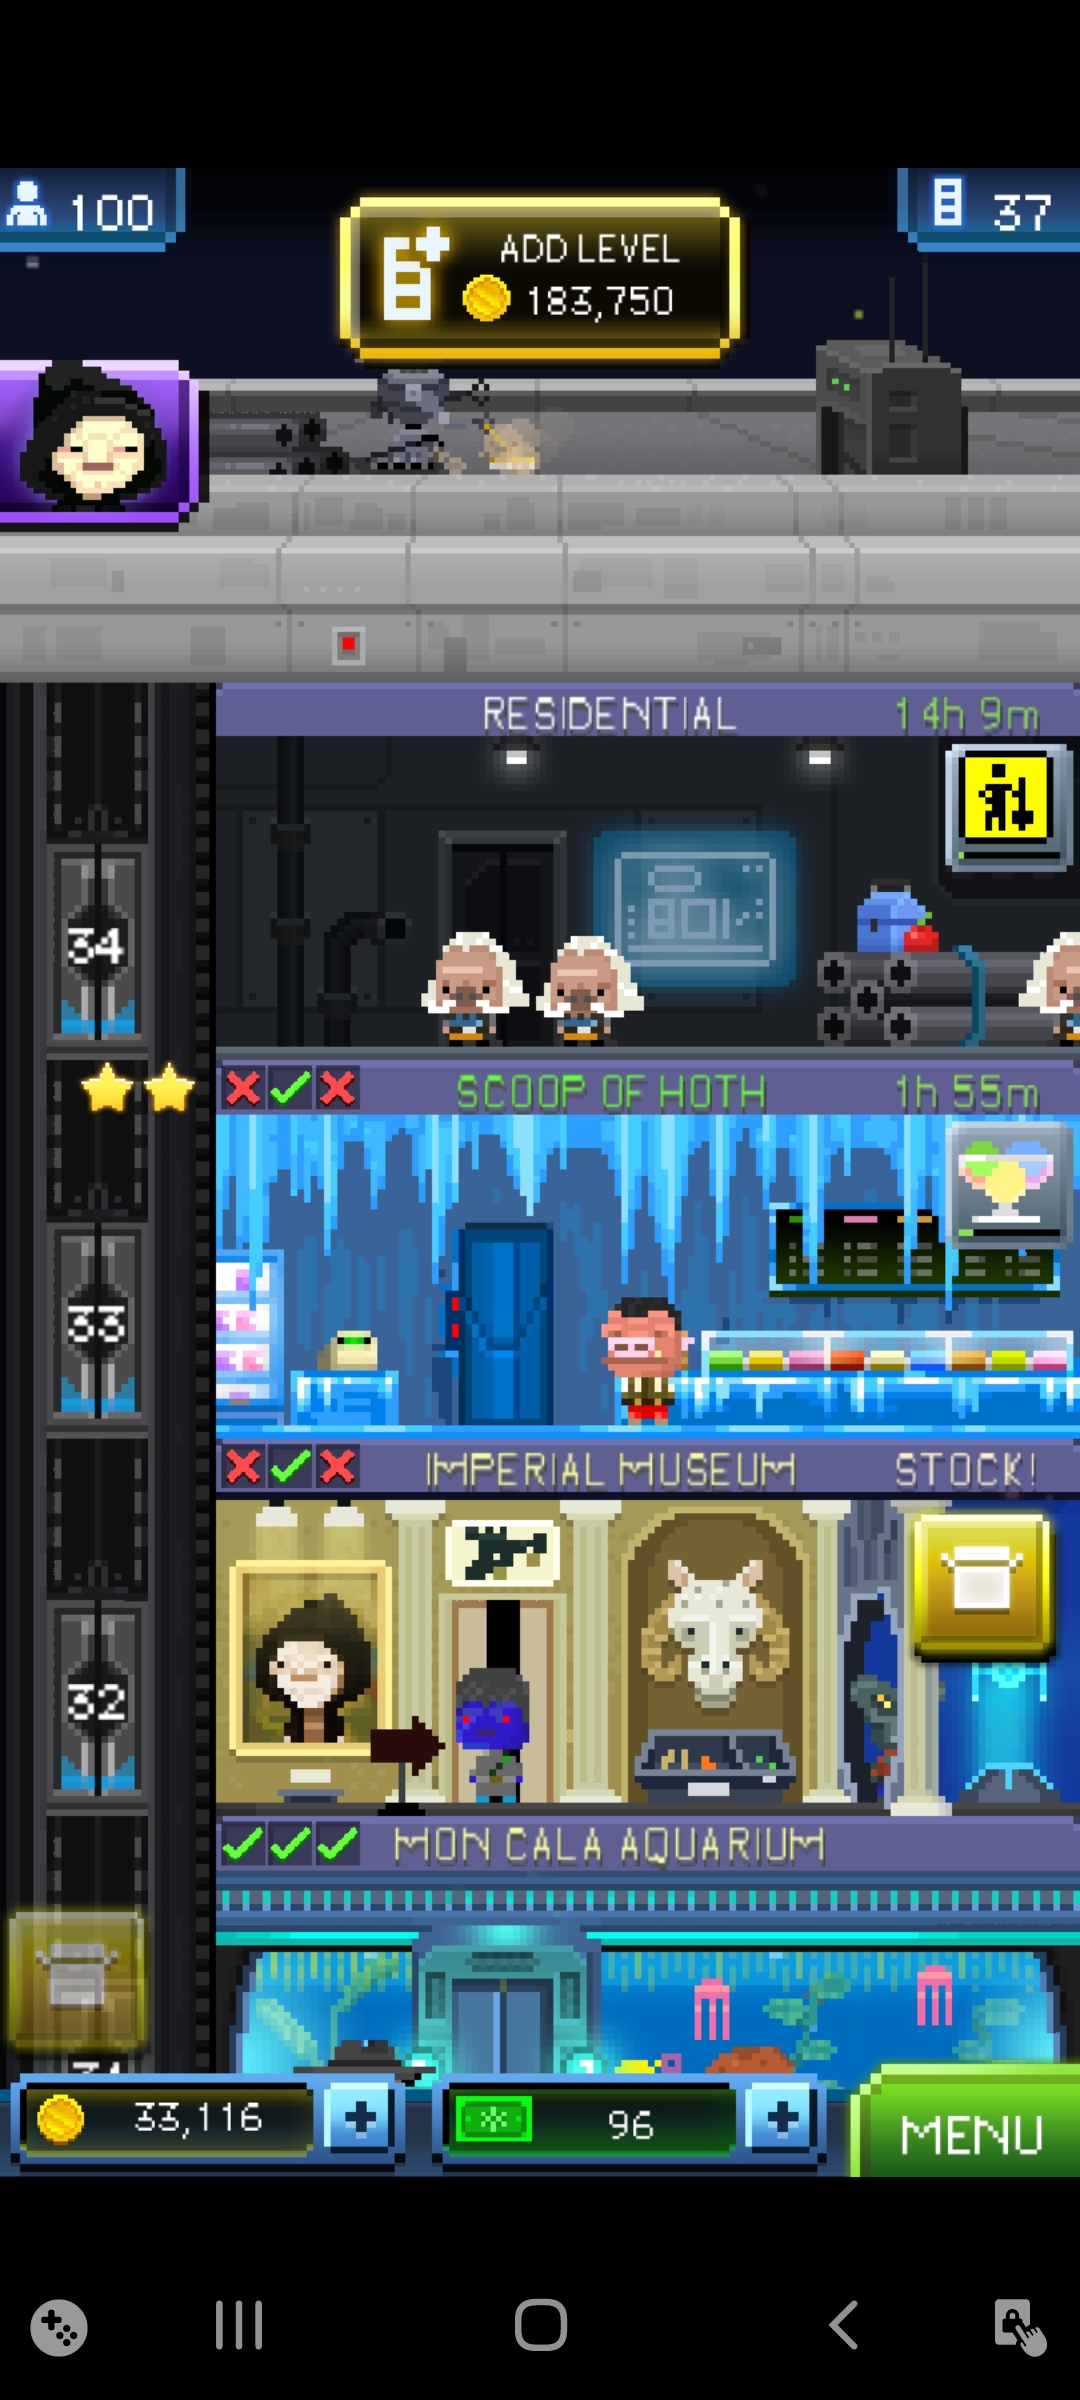 100
ADD LEVEL
183,750
37
RESIDENTIAL 14h 9m
34
SCOOP OF HOTH 1h 55m
33
IMPERIAL MUSEUM STOCK!
32
MON CALA AQUARIUM
33,116
96
MENU